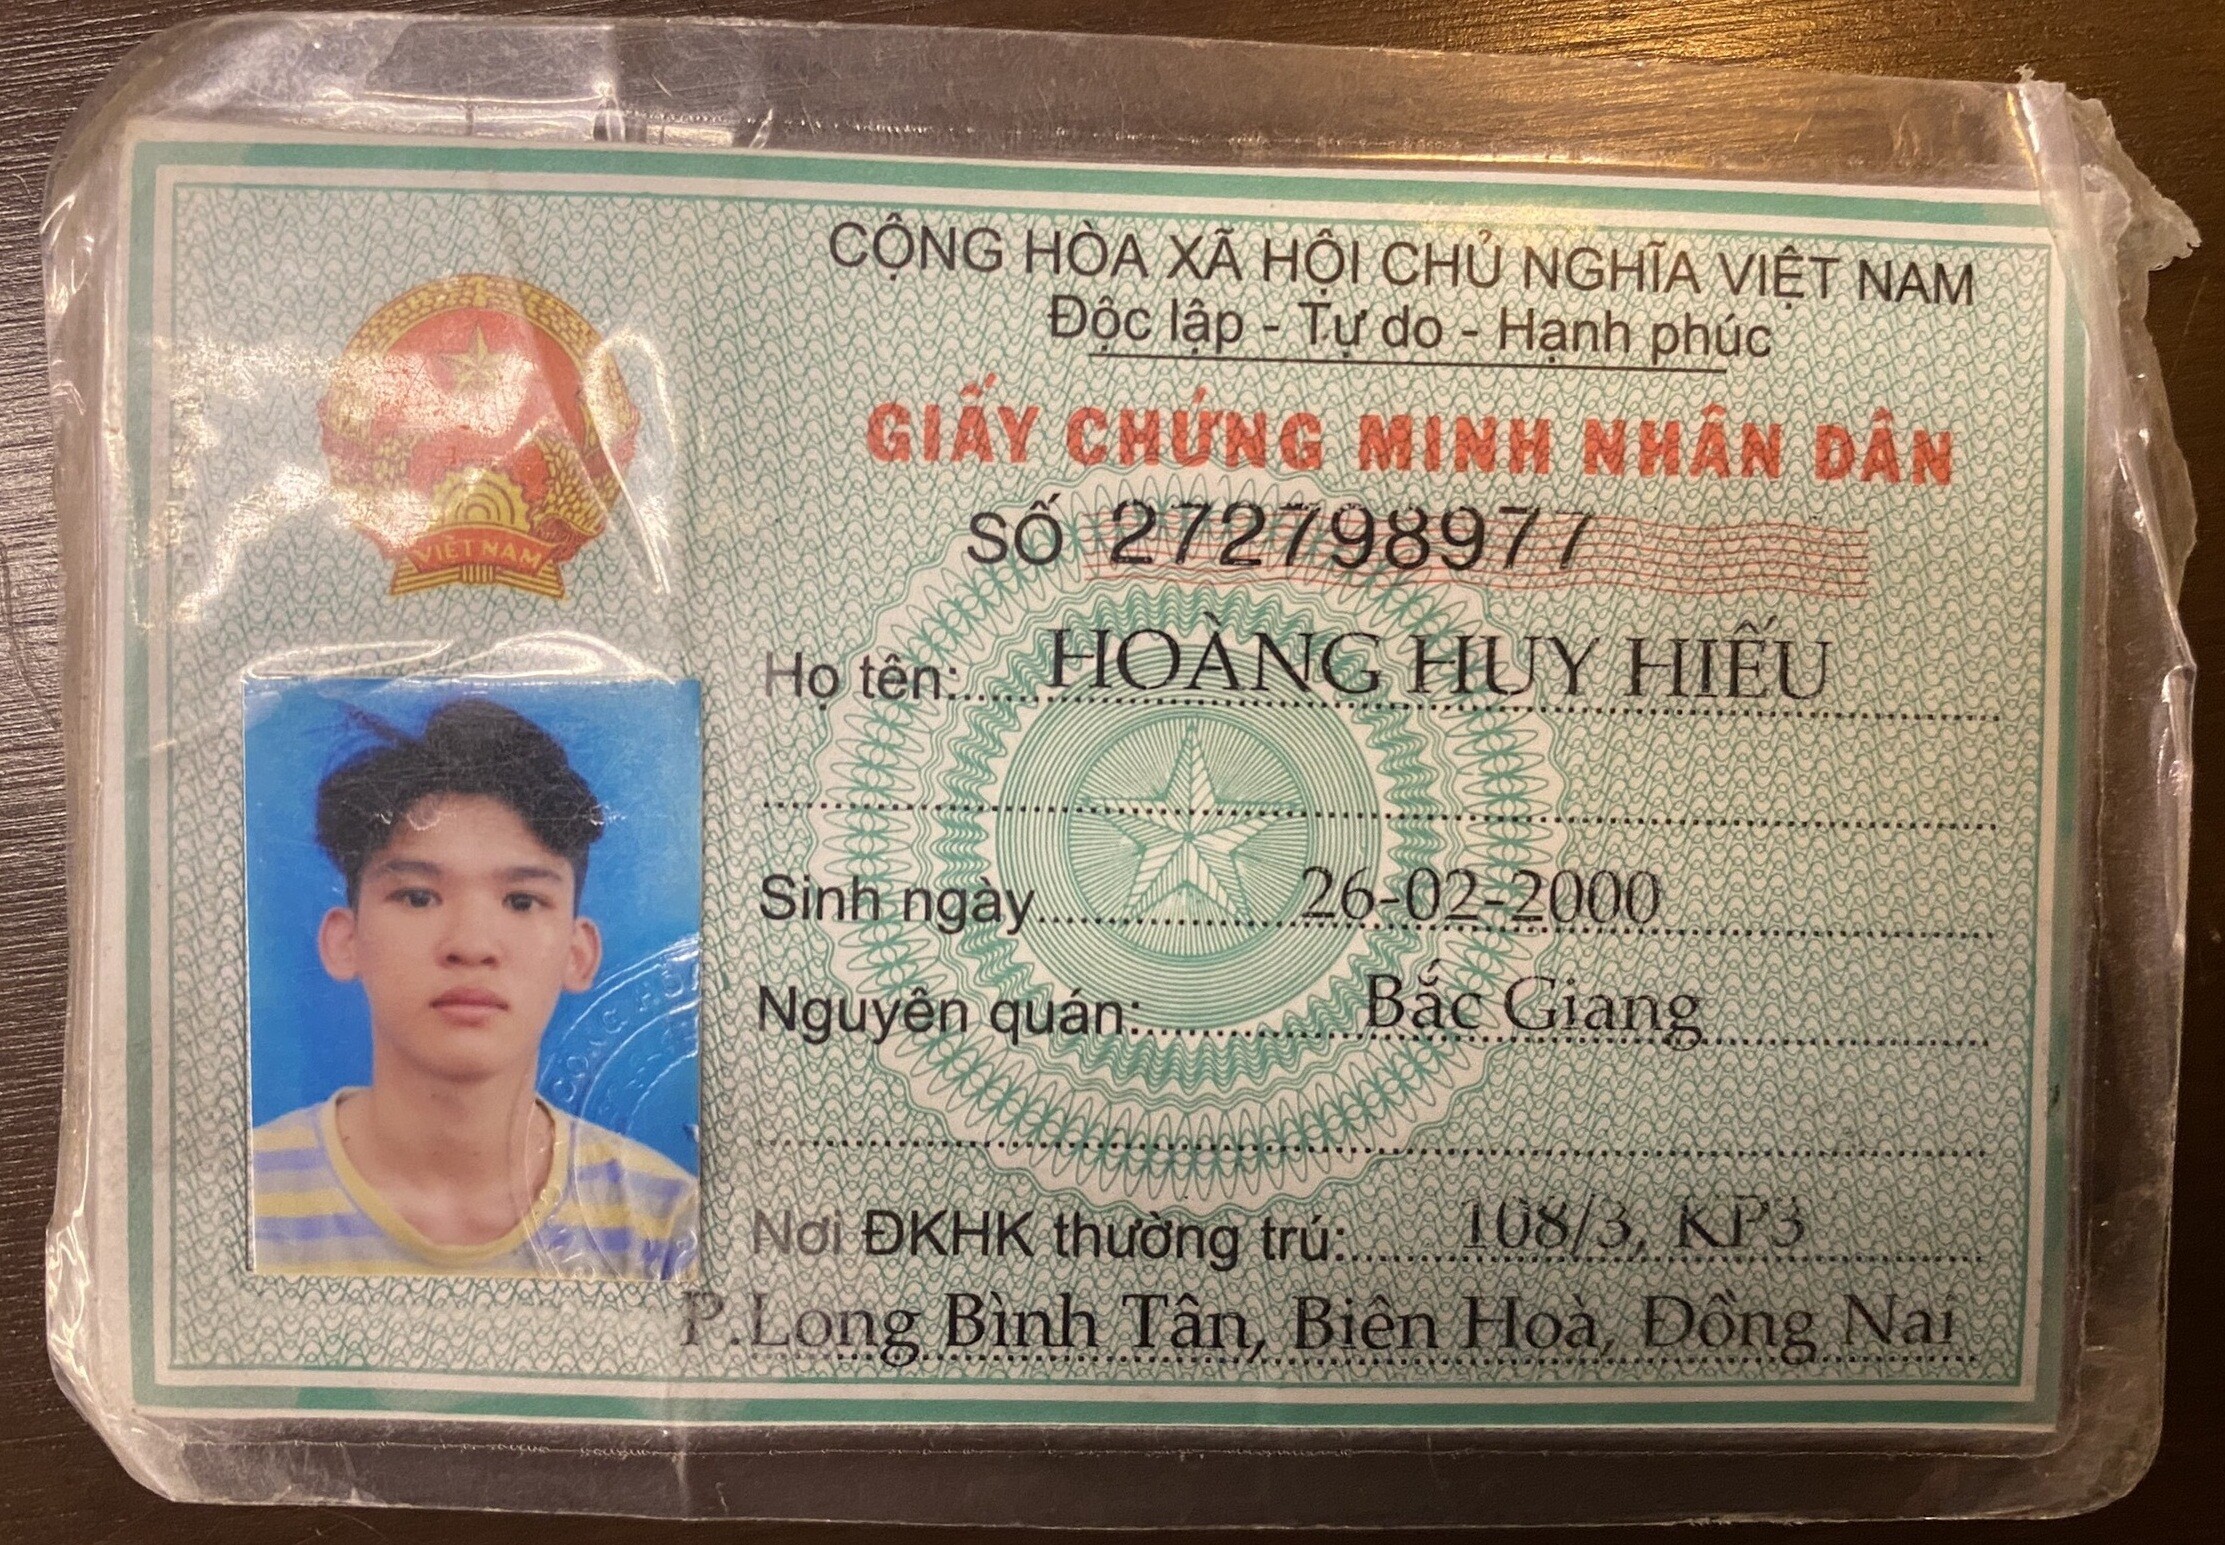 CỘNG HÒA XÃ HỘI CHỦ NGHĨA VIỆT NAM
Độc lập - Tự do - Hạnh phúc
GIẤY CHỨNG MINH NHÂN DÂN
SỐ 272798977
VIỆT NAM
Họ tên: HOÀNG HUY HIẾU
Sinh ngày 26-02-2000
Nguyên quán: Bắc Giang
Nơi ĐKHK thường trú: 108/3, KP3
P.Long Bình Tân, Biên Hoà, Đồng Nai